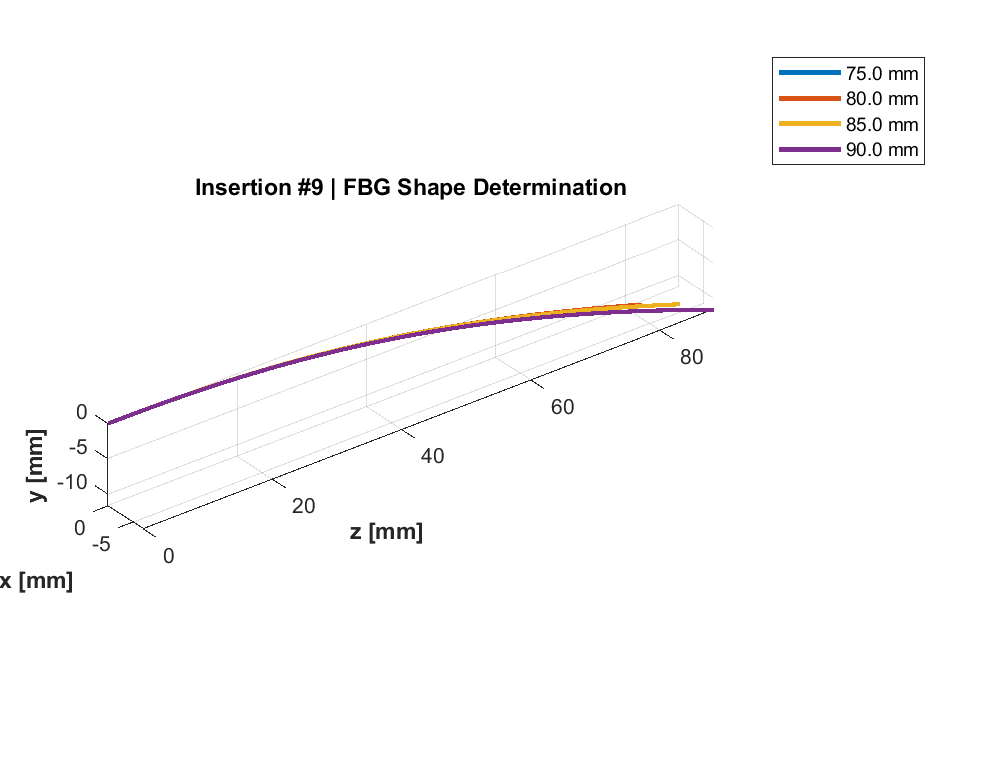 75.0 mm
80.0 mm
85.0 mm
90.0 mm
Insertion #9 | FBG Shape Determination
0
-5
-10
y [mm]
0
-5
x [mm]
0
20
40
60
80
z [mm]